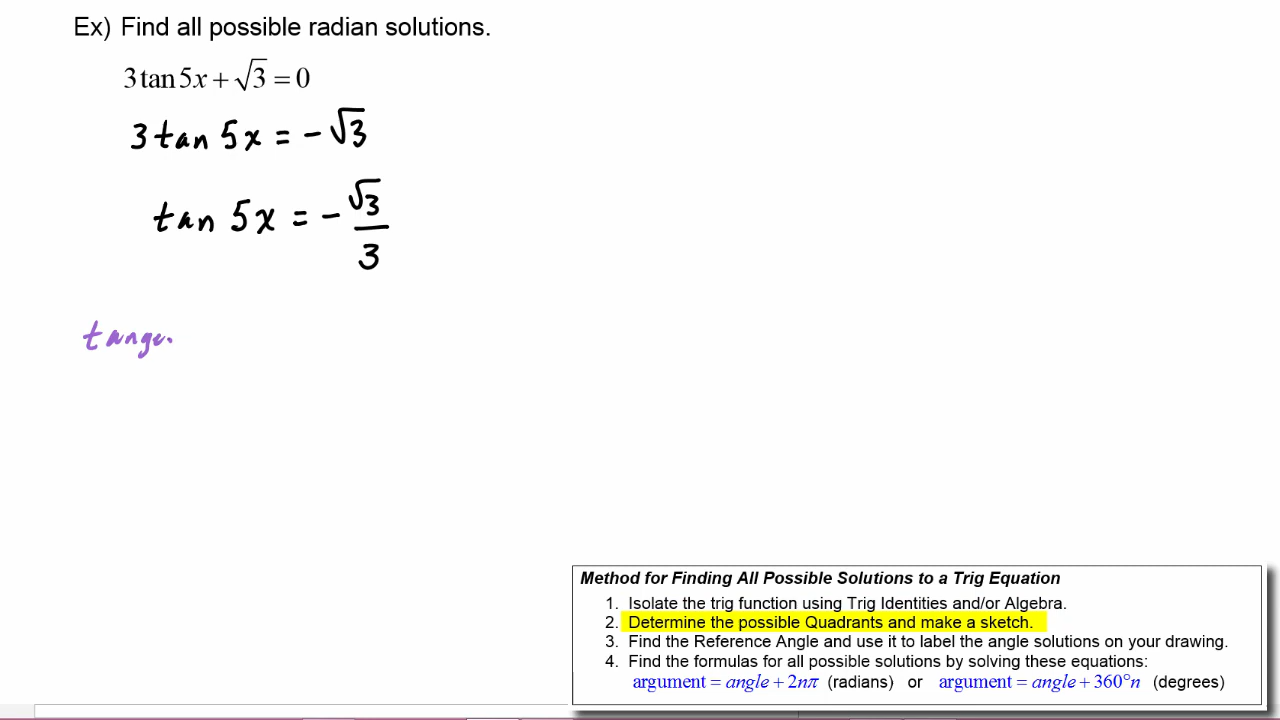 Ex) Find all possible radian solutions.
3 tan 5x + √3 = 0
3 tan 5x = -√3
tan 5x = -√3/3
tange
Method for Finding All Possible Solutions to a Trig Equation
1. Isolate the trig function using Trig Identities and/or Algebra.
2. Determine the possible Quadrants and make a sketch.
3. Find the Reference Angle and use it to label the angle solutions on your drawing.
4. Find the formulas for all possible solutions by solving these equations:
argument = angle + 2nπ (radians) or argument = angle + 360°n (degrees)